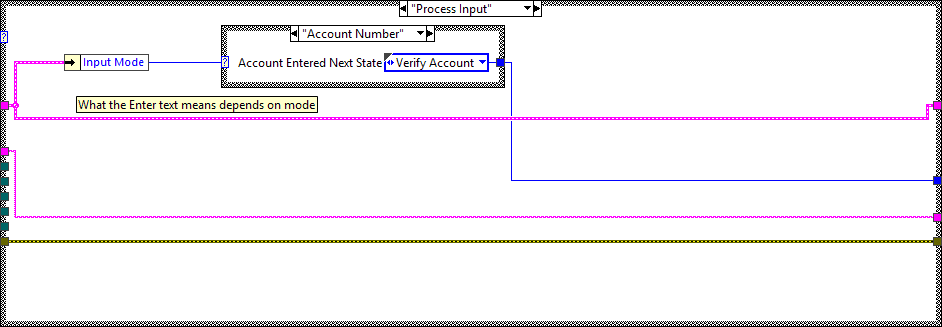 "Process Input"
"Account Number"
Input Mode
?
?
Account Entered Next State
Verify Account
What the Enter text means depends on mode